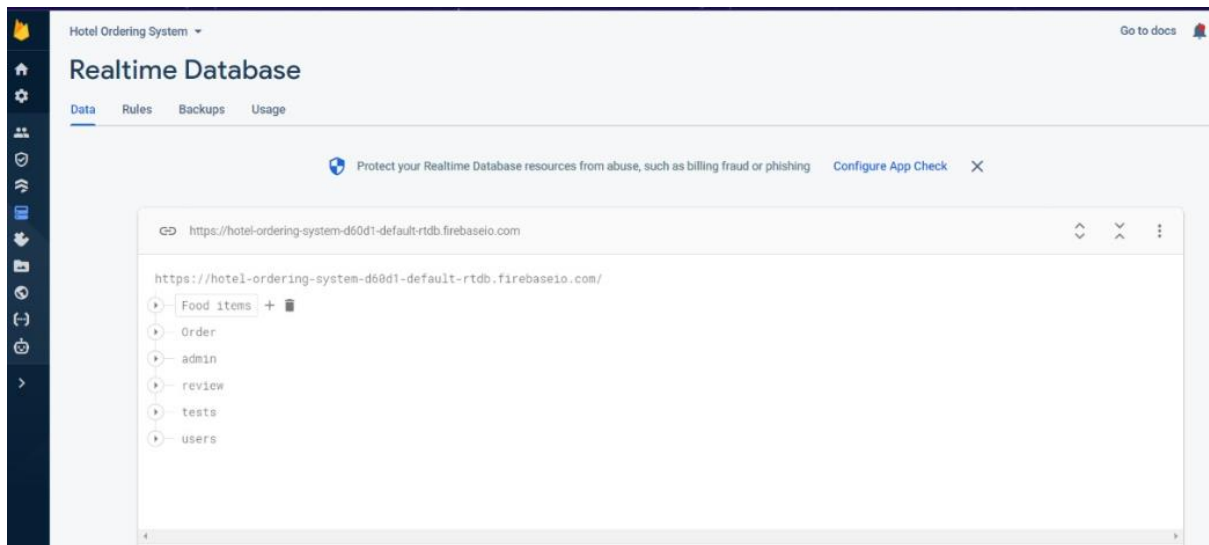 Hotel Ordering System
Go to docs
Realtime Database
Data Rules Backups Usage
Protect your Realtime Database resources from abuse, such as billing fraud or phishing Configure App Check
https://hotel-ordering-system-d60d1-default-rtdb.firebaseio.com
https://hotel-ordering-system-d60d1-default-rtdb.firebaseio.com/
Food items
Order
admin
review
tests
users